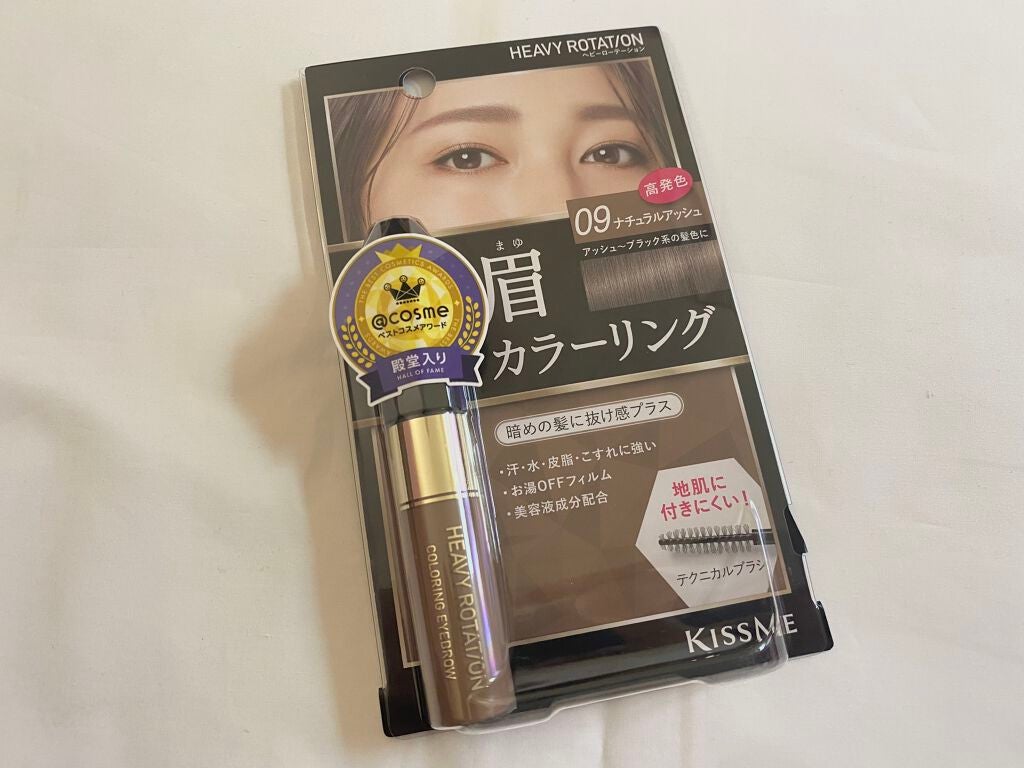 HEAVY ROTATION
ヘビーローテーション
高発色
09 ナチュラルアッシュ
アッシュ〜ブラック系の髪色に
まゆ
眉
カラーリング
THE BEST COSMETICS AWARDS
@cosme
ベストコスメアワード
殿堂入り
HALL OF FAME
暗めの髪に抜け感プラス
・汗・水・皮脂・こすれに強い
・お湯OFFフィルム
・美容液成分配合
地肌に
付きにくい!
テクニカルブラシ
HEAVY ROTATION
COLORING EYEBROW
KISSME